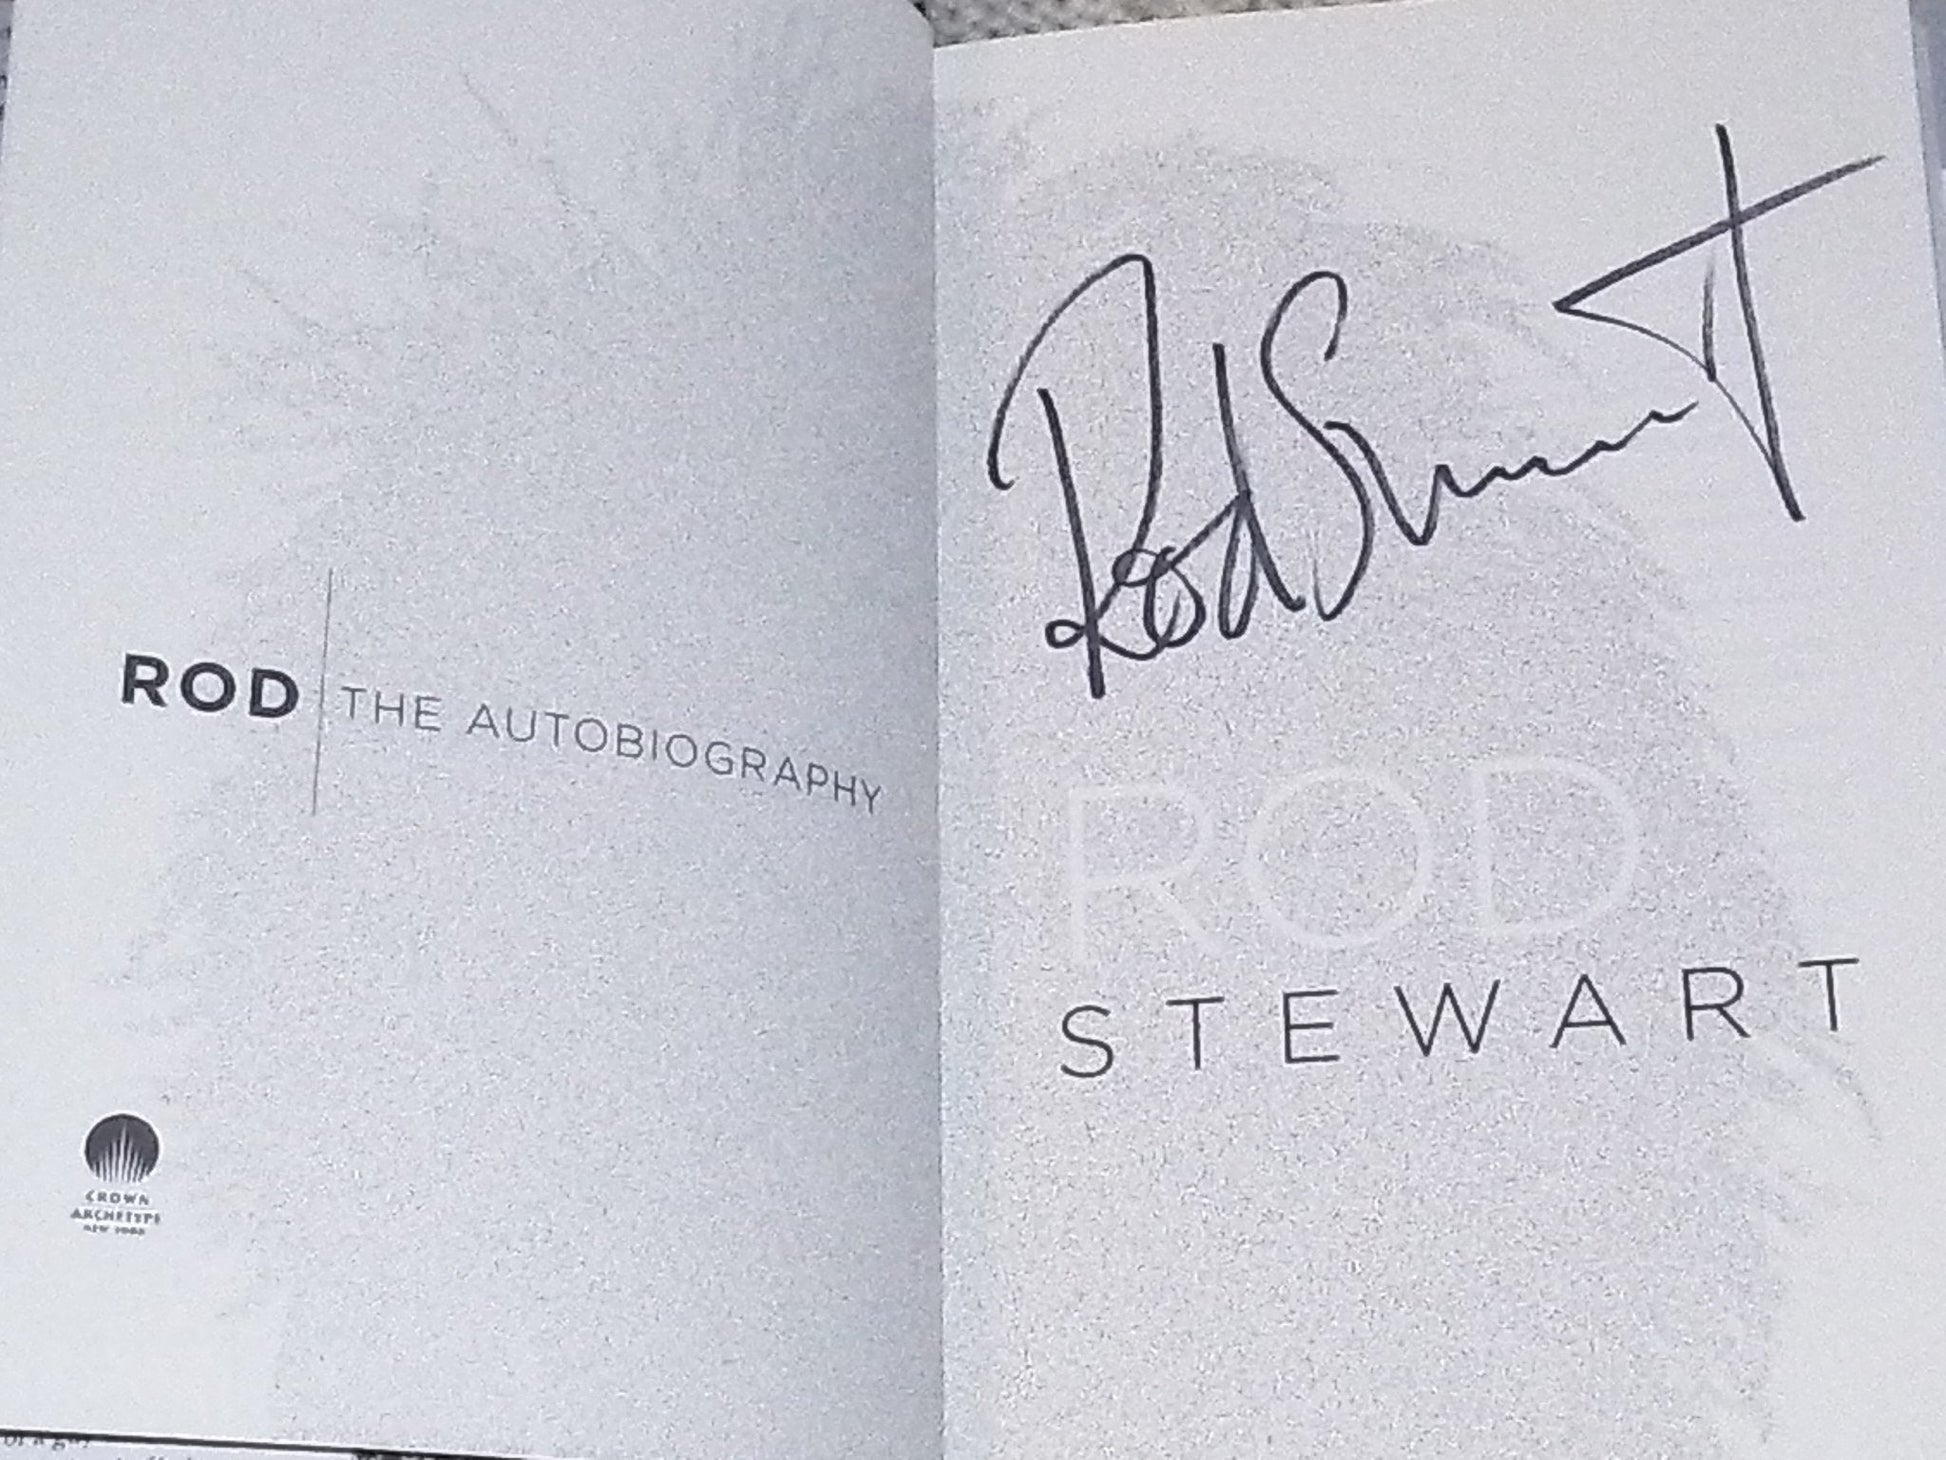 ROD THE AUTOBIOGRAPHY
CROWN
ARCHETYPE
NEW YORK
Rod Stewart
ROD
STEWART